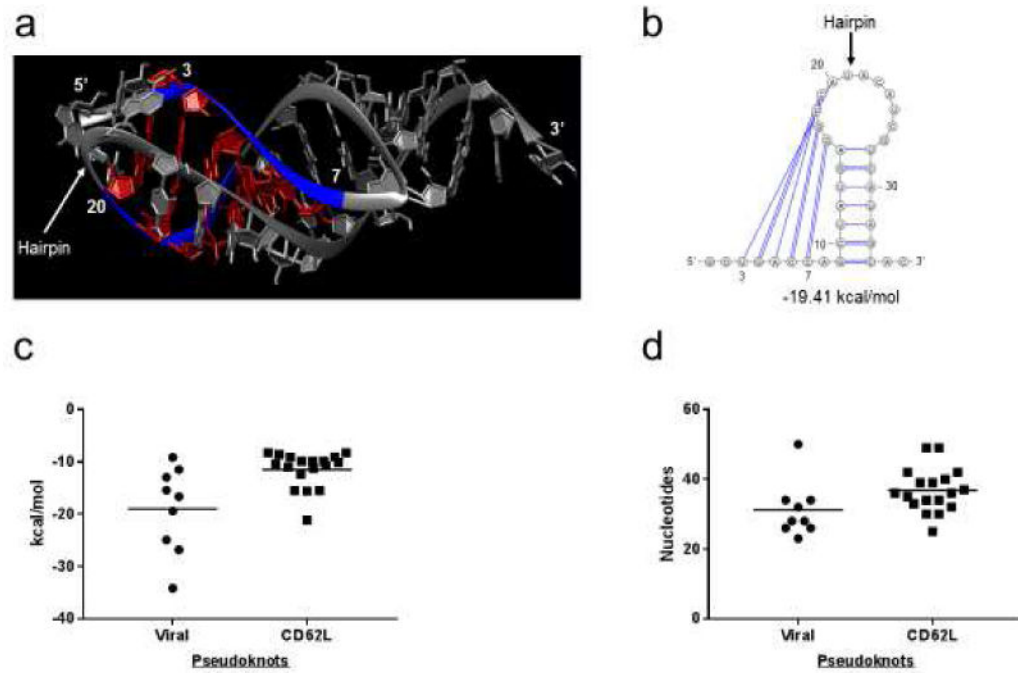 a
5'
3
7
3'
20
Hairpin
b
Hairpin
20
30
10
5'
3'
3
7
-19.41 kcal/mol
c
0
-10
-20
-30
-40
kcal/mol
Viral
CD62L
Pseudoknots
d
60
40
20
0
Nucleotides
Viral
CD62L
Pseudoknots